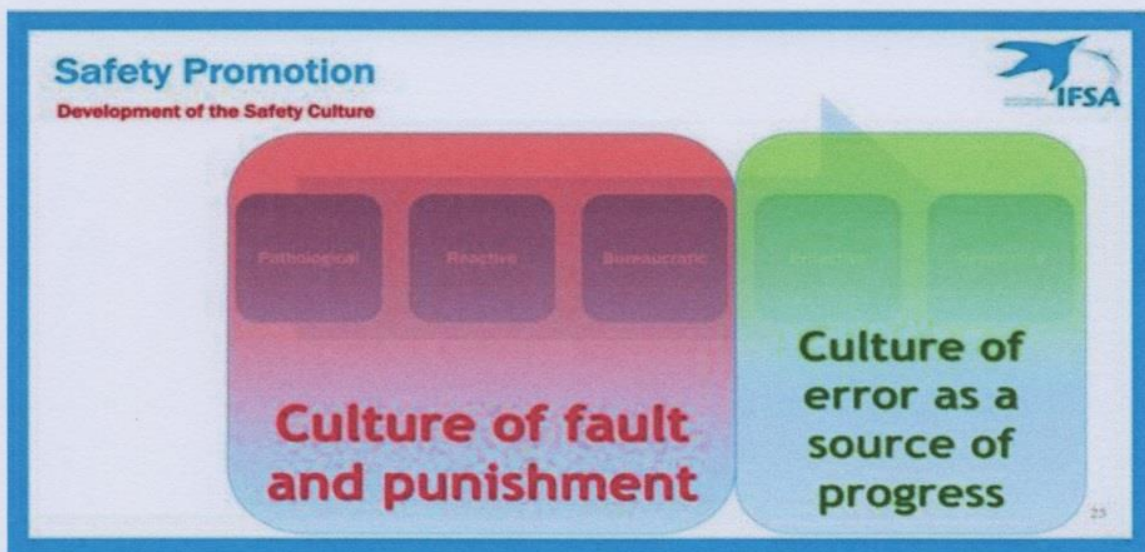 Safety Promotion
IFSA
Development of the Safety Culture
Pathological Reactive Bureaucratic
Culture of fault
and punishment
Culture of
error as a
source of
progress